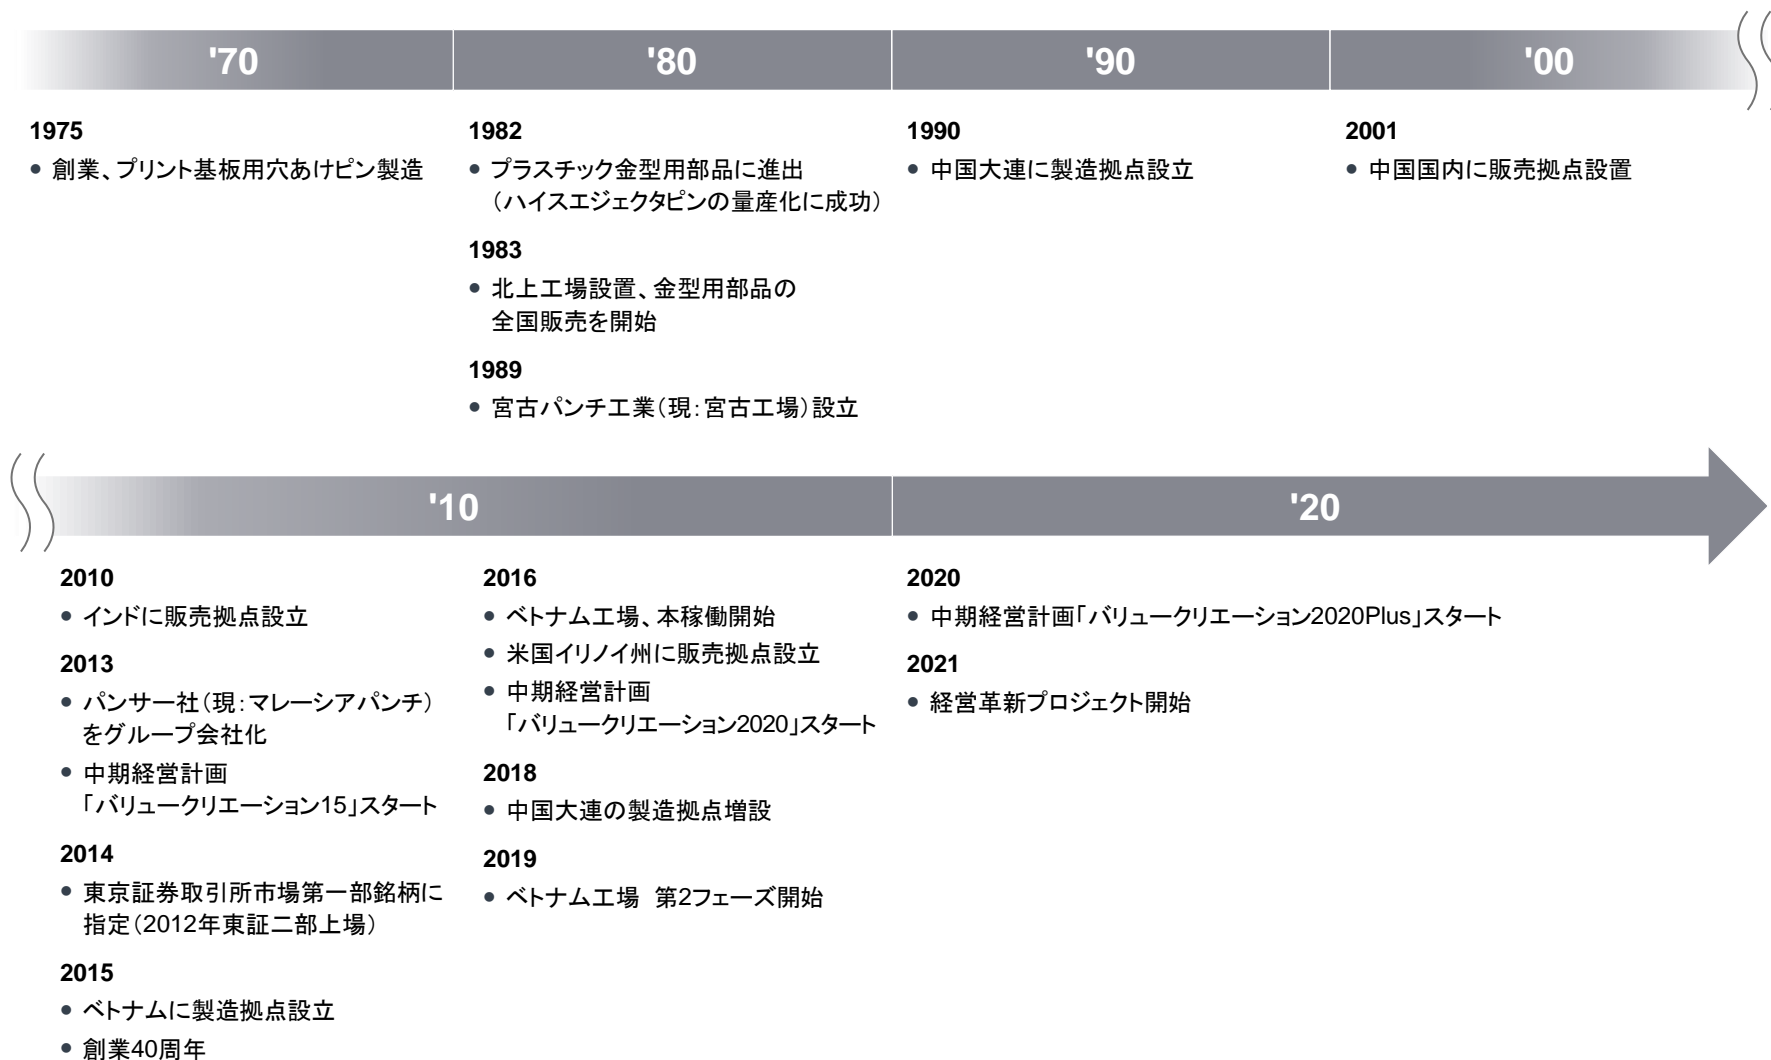 '70
'80
'90
'00
1975
● 創業、プリント基板用穴あけピン製造
1982
● プラスチック金型用部品に進出
（ハイスエジェクタピンの量産化に成功）
1983
● 北上工場設置、金型用部品の
全国販売を開始
1989
● 宮古パンチ工業（現：宮古工場）設立
1990
● 中国大連に製造拠点設立
2001
● 中国国内に販売拠点設置
'10
'20
2010
● インドに販売拠点設立
2013
● パンサー社（現：マレーシアパンチ）
をグループ会社化
● 中期経営計画
「バリュークリエーション15」スタート
2014
● 東京証券取引所市場第一部銘柄に
指定（2012年東証二部上場）
2015
● ベトナムに製造拠点設立
● 創業40周年
2016
● ベトナム工場、本稼働開始
● 米国イリノイ州に販売拠点設立
● 中期経営計画
「バリュークリエーション2020」スタート
2018
● 中国大連の製造拠点増設
2019
● ベトナム工場　第2フェーズ開始
2020
● 中期経営計画「バリュークリエーション2020Plus」スタート
2021
● 経営革新プロジェクト開始